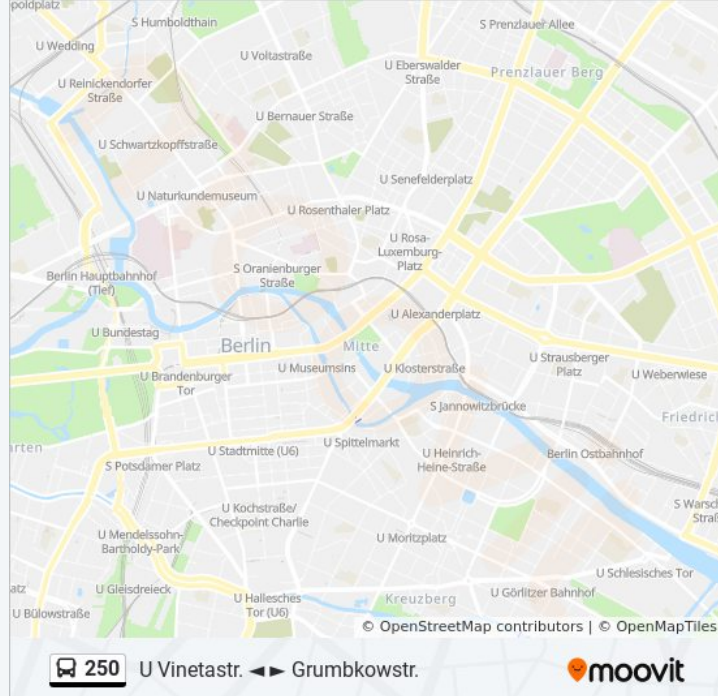 poldplatz
S Humboldthain
S Prenzlauer Allee
U Wedding
U Voltastraße
U Eberswalder
Straße
Prenzlauer Berg
U Reinickendorfer
Straße
U Bernauer Straße
U Schwartzkopffstraße
U Senefelderplatz
U Naturkundemuseum
U Rosenthaler Platz
U Rosa-
Luxemburg-
Platz
S Oranienburger
Straße
Berlin Hauptbahnhof
(Tief)
U Alexanderplatz
U Bundestag
Berlin
Mitte
U Strausberger
Platz
U Museumsins
U Klosterstraße
U Weberwiese
U Brandenburger
Tor
S Jannowitzbrücke
Friedrich
U Spittelmarkt
arten
U Stadtmitte (U6)
U Heinrich-
Heine-Straße
Berlin Ostbahnhof
S Potsdamer Platz
S Warsch
Straß
U Kochstraße/
Checkpoint Charlie
U Mendelssohn-
Bartholdy-Park
U Moritzplatz
U Schlesisches Tor
atz
U Gleisdreieck
U Hallesches
Tor (U6)
Kreuzberg
U Görlitzer Bahnhof
U Bülowstraße
© OpenStreetMap contributors | © OpenMapTiles
250 U Vinetastr. ◄► Grumbkowstr.
moovit